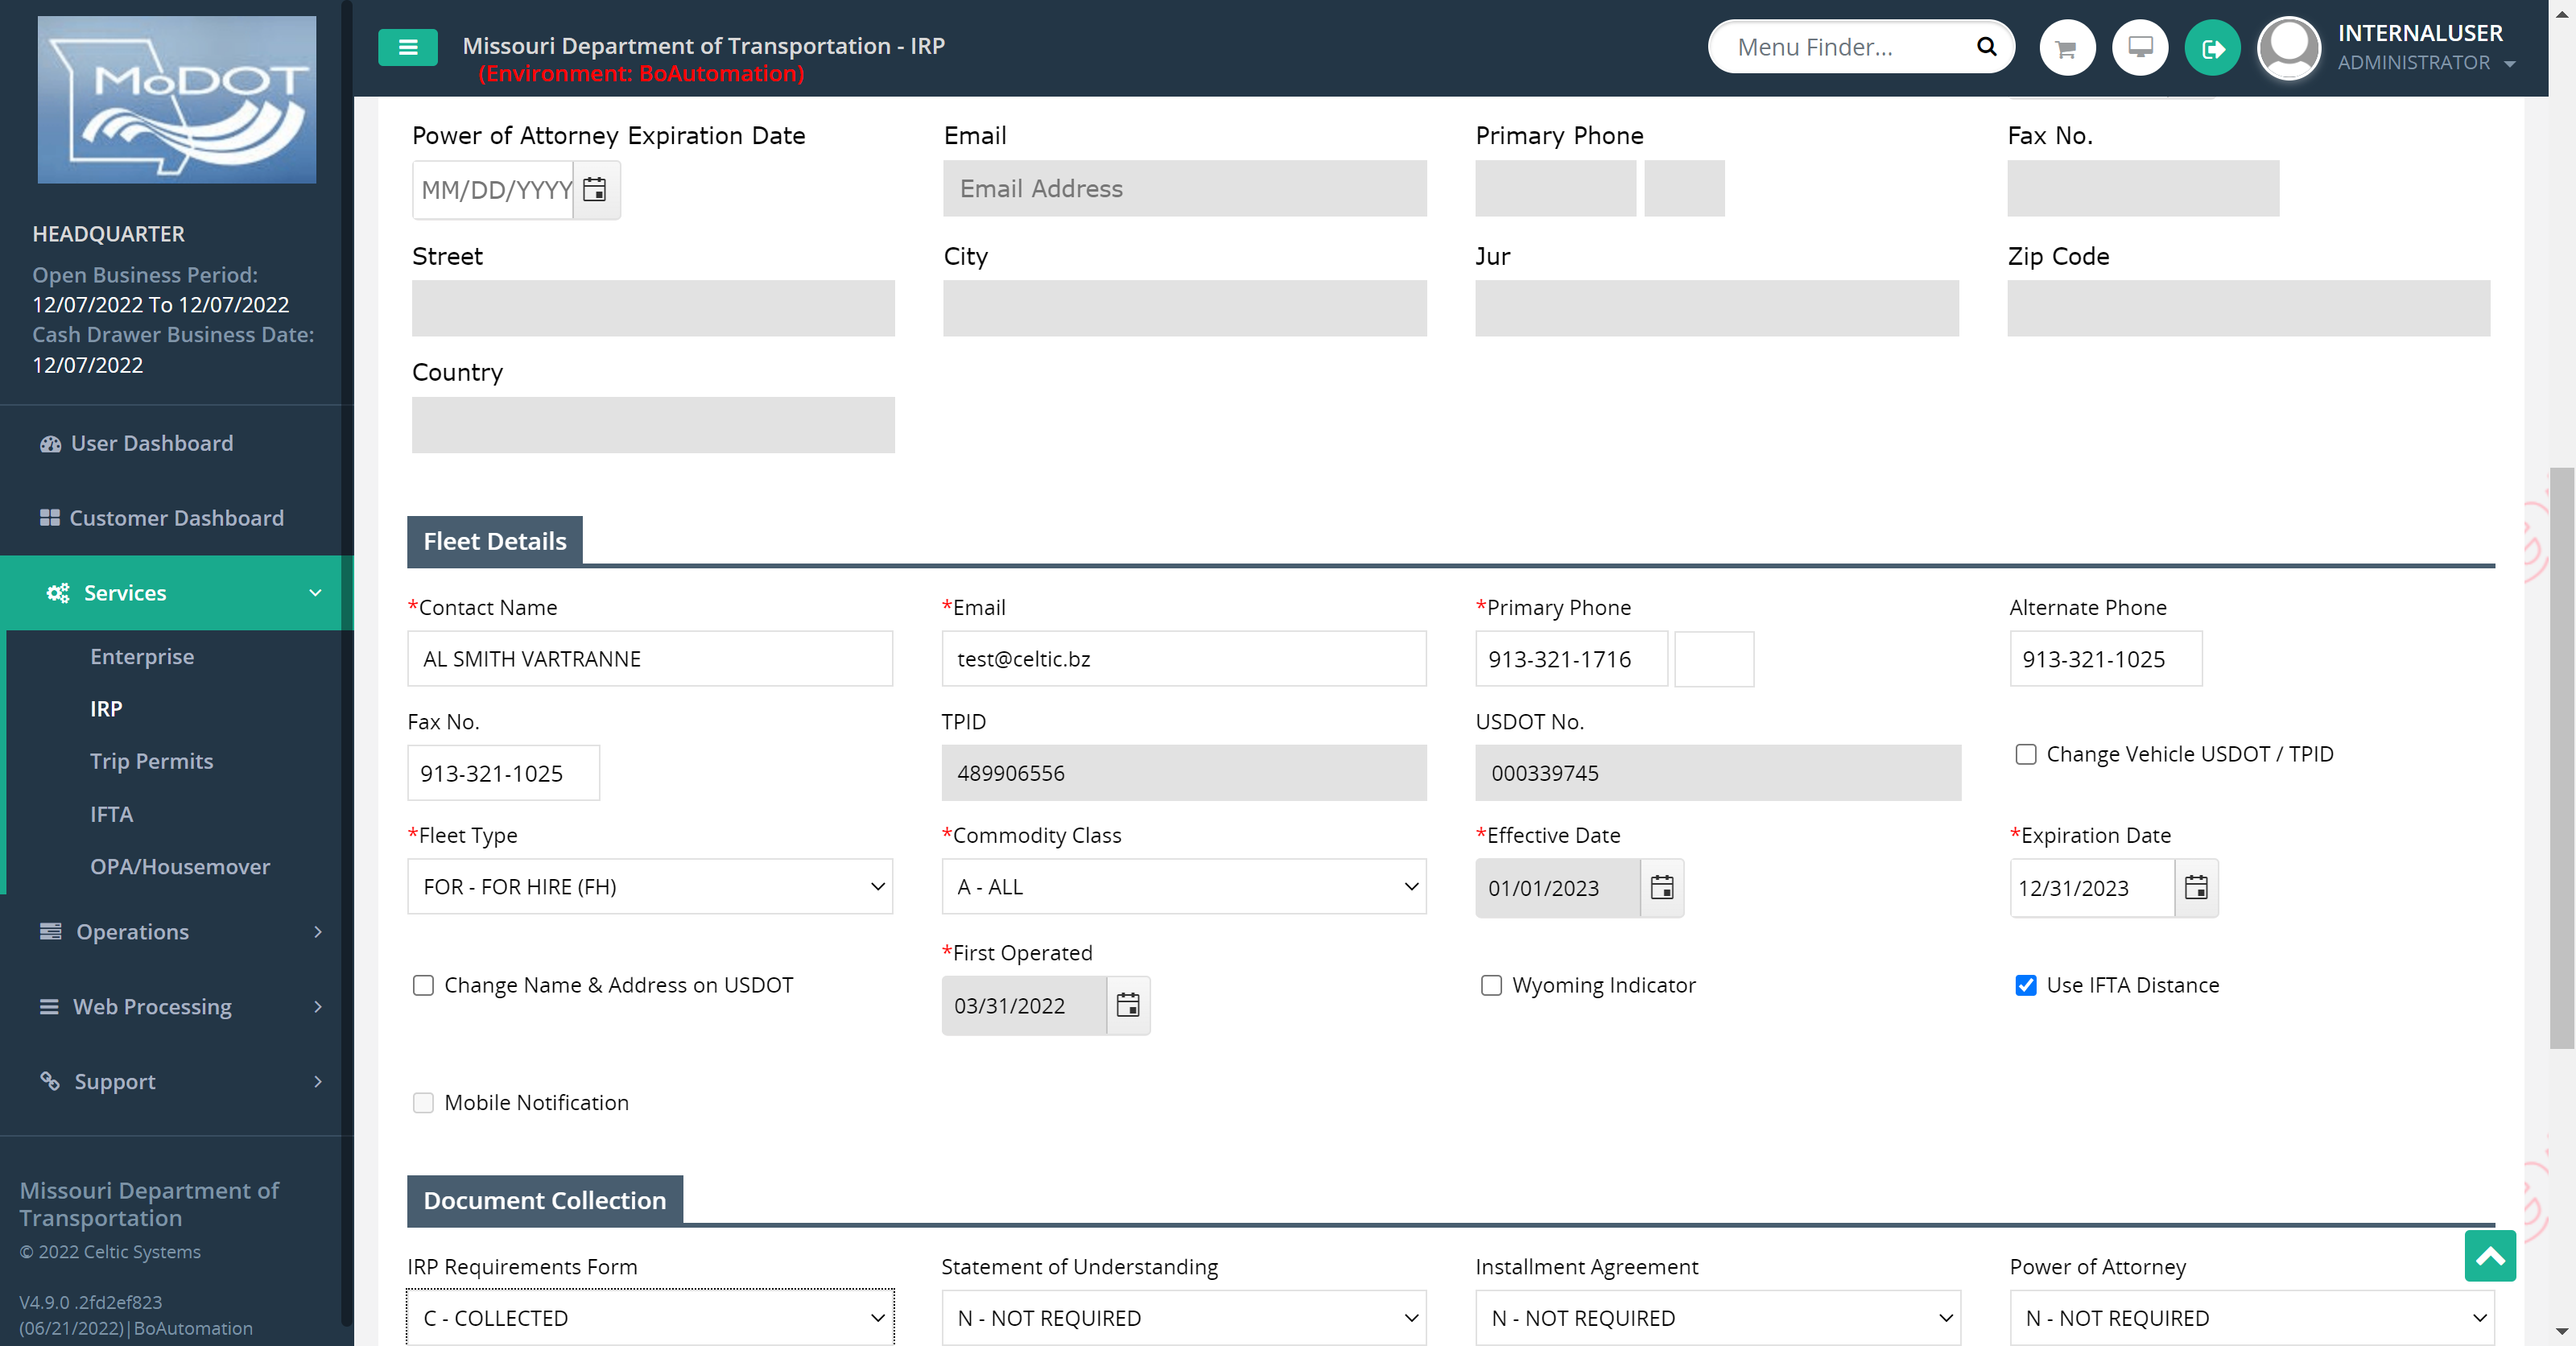 MoDOT
Missouri Department of Transportation - IRP
(Environment: BoAutomation)
Menu Finder...
INTERNALUSER
ADMINISTRATOR
HEADQUARTER
Open Business Period:
12/07/2022 To 12/07/2022
Cash Drawer Business Date:
12/07/2022
User Dashboard
Customer Dashboard
Services
Enterprise
IRP
Trip Permits
IFTA
OPA/Housemover
Operations
Web Processing
Support
Missouri Department of
Transportation
© 2022 Celtic Systems
V4.9.0 .2fd2ef823
(06/21/2022)|BoAutomation
Power of Attorney Expiration Date
Email
Primary Phone
Fax No.
MM/DD/YYYY
Email Address
Street
City
Jur
Zip Code
Country
Fleet Details
*Contact Name
*Email
*Primary Phone
Alternate Phone
AL SMITH VARTRANNE
test@celtic.bz
913-321-1716
913-321-1025
Fax No.
TPID
USDOT No.
913-321-1025
489906556
000339745
Change Vehicle USDOT / TPID
*Fleet Type
*Commodity Class
*Effective Date
*Expiration Date
FOR - FOR HIRE (FH)
A - ALL
01/01/2023
12/31/2023
*First Operated
Change Name & Address on USDOT
03/31/2022
Wyoming Indicator
Use IFTA Distance
Mobile Notification
Document Collection
IRP Requirements Form
Statement of Understanding
Installment Agreement
Power of Attorney
C - COLLECTED
N - NOT REQUIRED
N - NOT REQUIRED
N - NOT REQUIRED